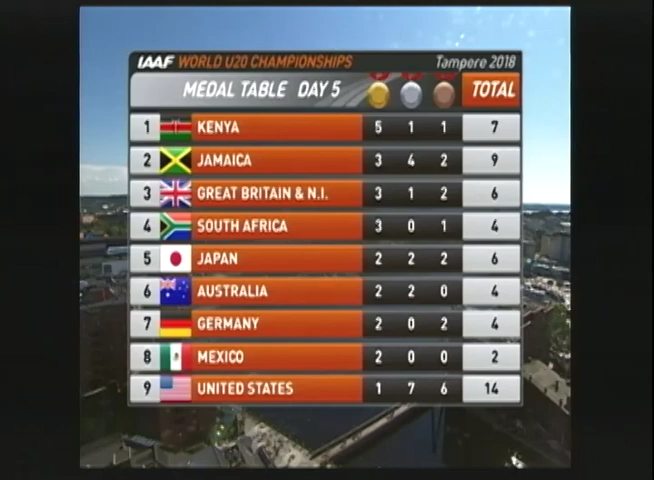 IAAF WORLD U20 CHAMPIONSHIPS Tampere 2018
MEDAL TABLE DAY 5 TOTAL
1 KENYA 5 1 1 7
2 JAMAICA 3 4 2 9
3 GREAT BRITAIN & N.I. 3 1 2 6
4 SOUTH AFRICA 3 0 1 4
5 JAPAN 2 2 2 6
6 AUSTRALIA 2 2 0 4
7 GERMANY 2 0 2 4
8 MEXICO 2 0 0 2
9 UNITED STATES 1 7 6 14